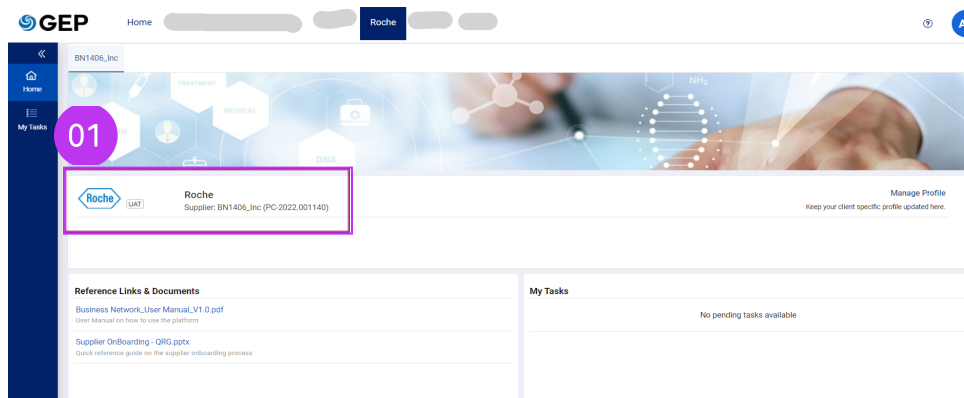 GEP
Home
Roche
A
BN1406_Inc
Home
My Tasks
TREATMENT
MEDICAL
DNA
NH₂
01
Roche
UAT
Roche
Supplier: BN1406_Inc (PC-2022.001140)
Manage Profile
Keep your client specific profile updated here.
Reference Links & Documents
Business Network_User Manual_V1.0.pdf
User Manual on how to use the platform
Supplier OnBoarding - QRG.pptx
Quick reference guide on the supplier onboarding process
My Tasks
No pending tasks available